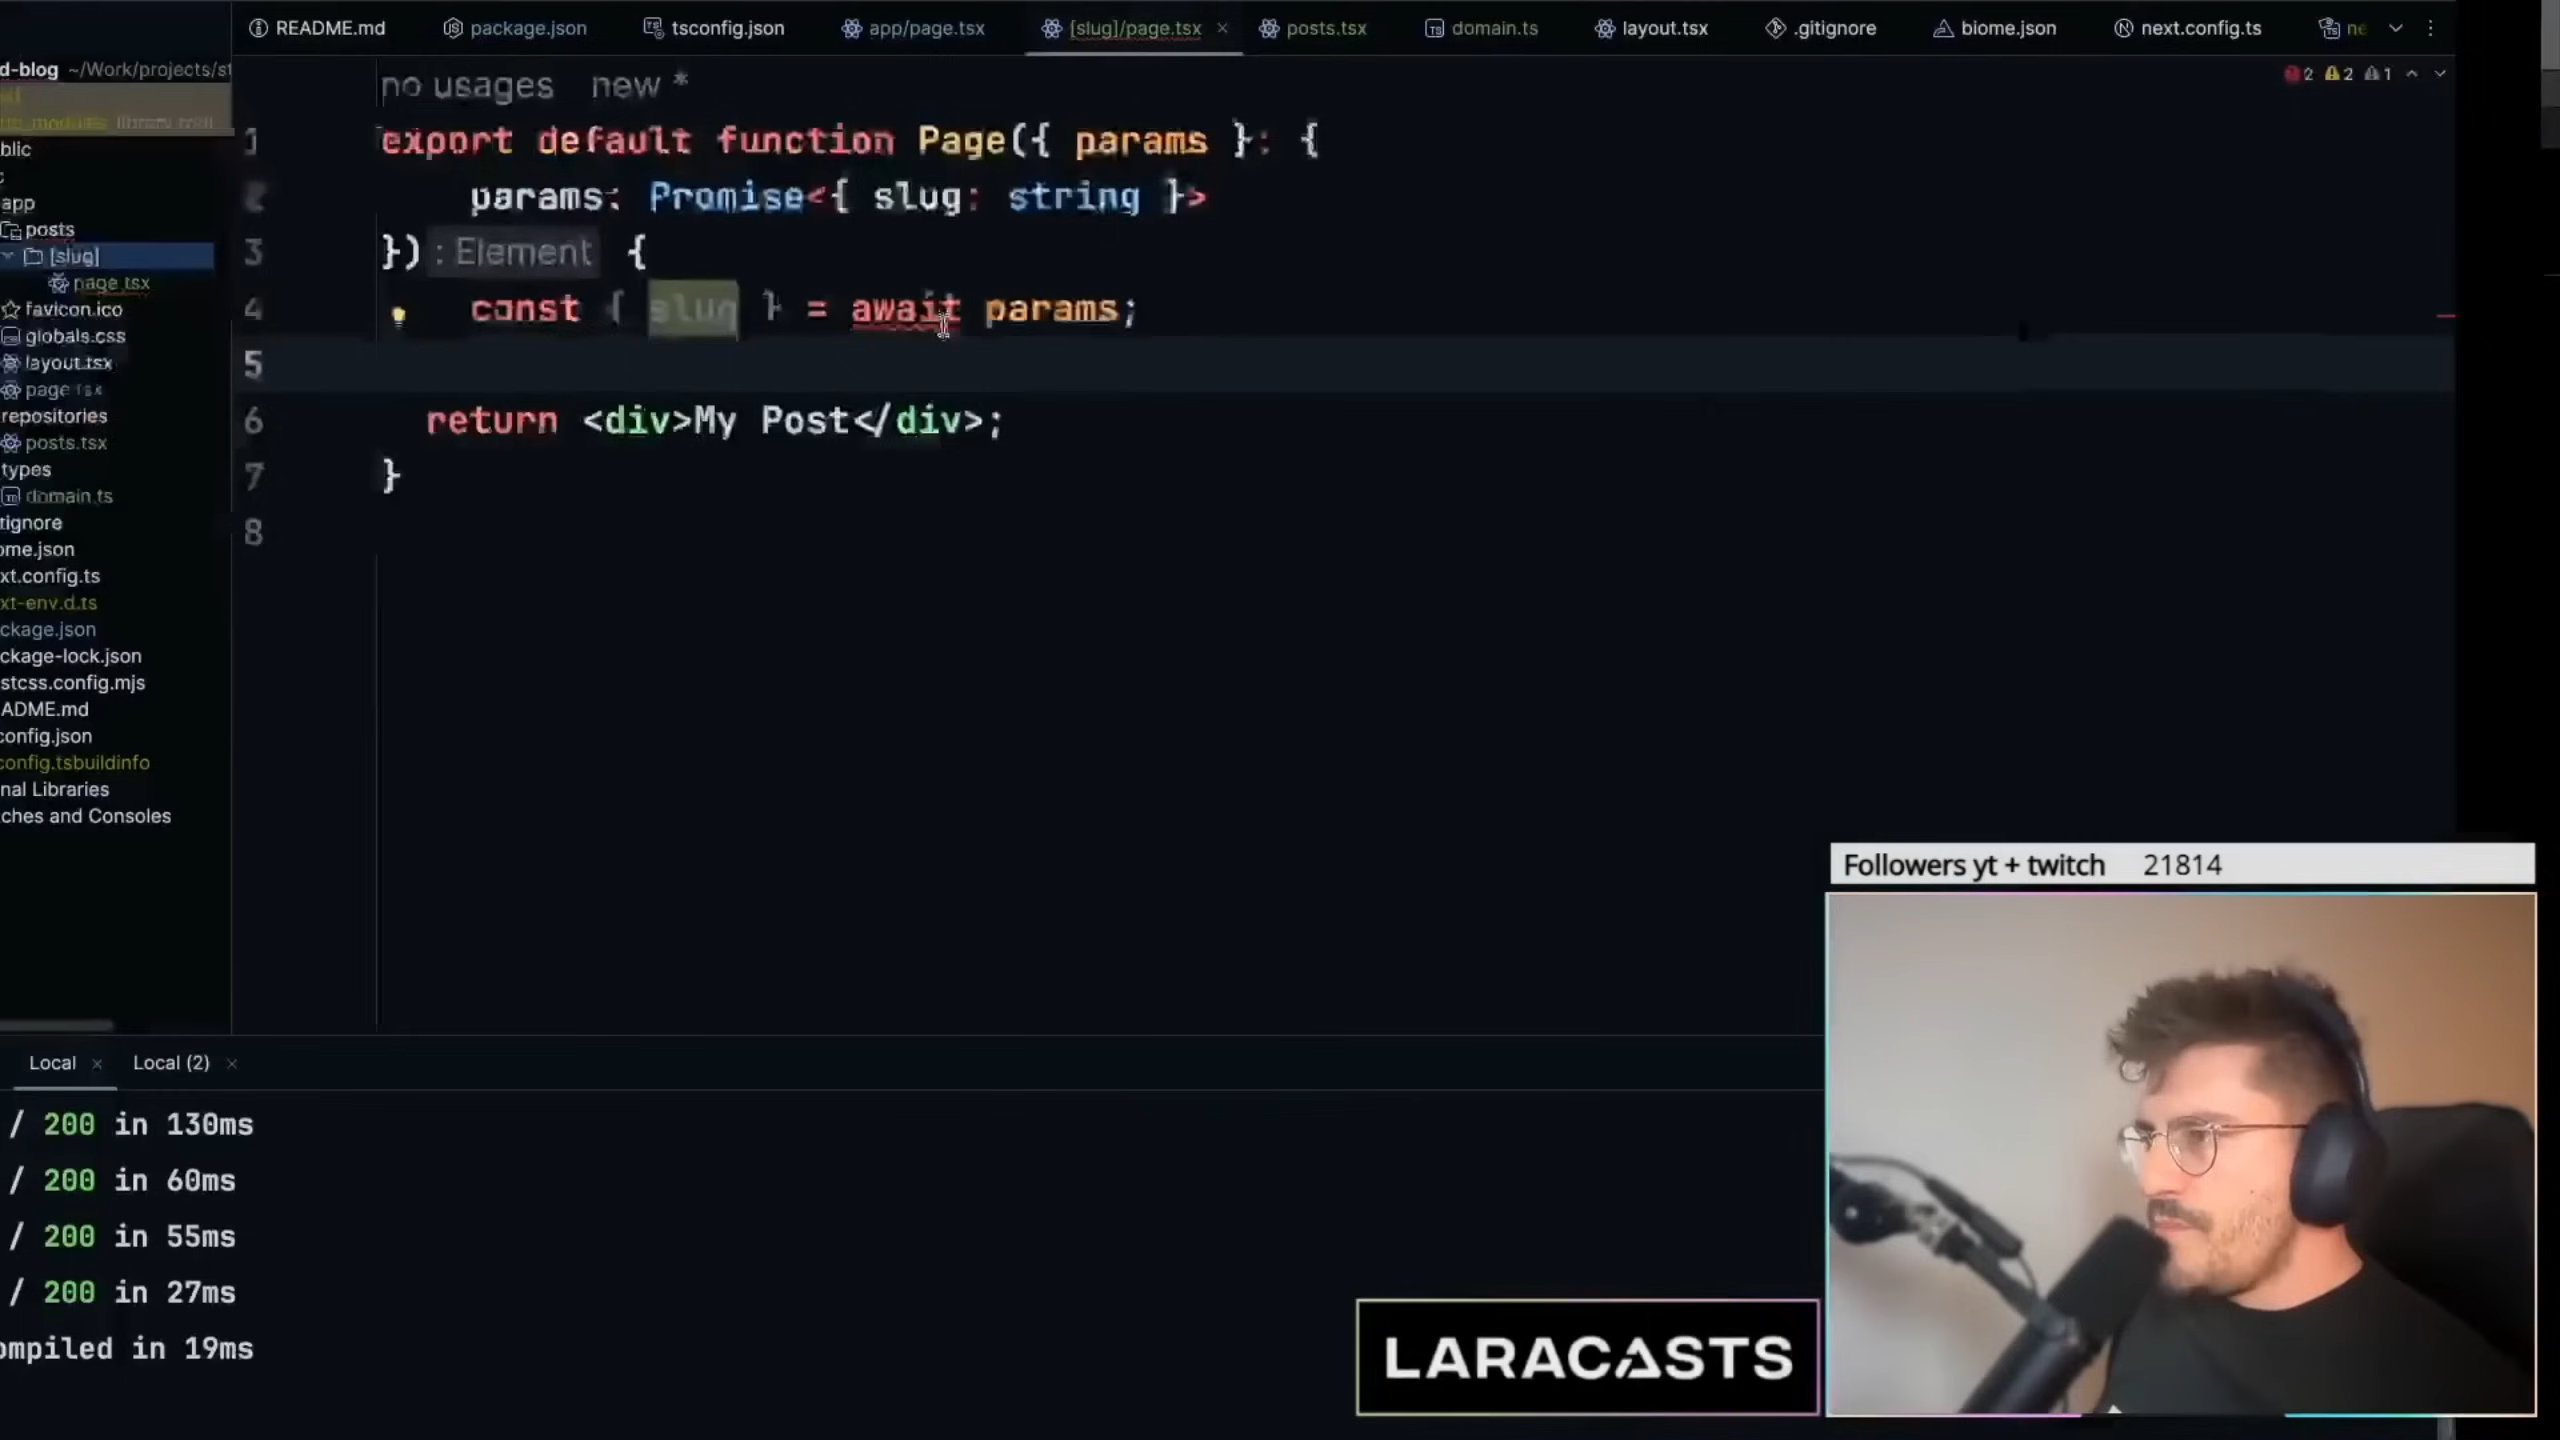 README.md package.json tsconfig.json app/page.tsx [slug]/page.tsx posts.tsx domain.ts layout.tsx .gitignore biome.json next.config.ts ne
d-blog ~/Work/projects/st
blic
app
posts
[slug]
page.tsx
favicon.ico
globals.css
layout.tsx
page.tsx
repositories
posts.tsx
types
domain.ts
tignore
ome.json
xt.config.ts
xt-env.d.ts
ckage.json
ckage-lock.json
stcss.config.mjs
ADME.md
config.json
config.tsbuildinfo
nal Libraries
ches and Consoles
2 2 1
no usages new *
1 export default function Page({ params }: {
2 params: Promise<{ slug: string }>
3 }) : Element {
4 const { slug } = await params;
5
6 return <div>My Post</div>;
7 }
8
Local Local (2)
/ 200 in 130ms
/ 200 in 60ms
/ 200 in 55ms
/ 200 in 27ms
ompiled in 19ms
Followers yt + twitch 21814
LARACASTS